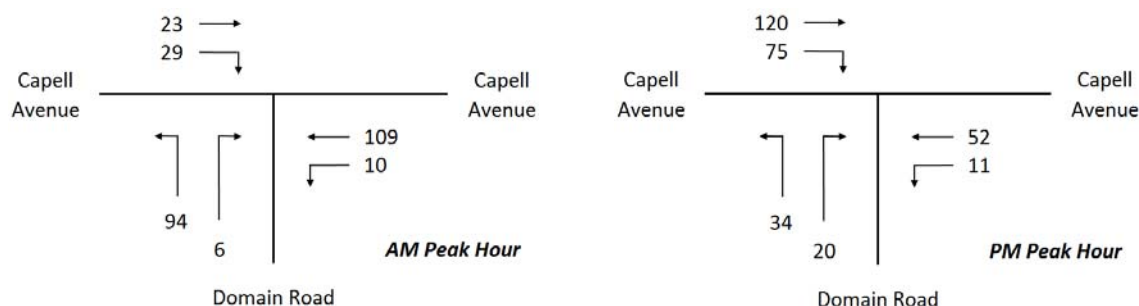 23
29
Capell
Avenue
Capell
Avenue
109
10
94
6
AM Peak Hour
Domain Road
120
75
Capell
Avenue
Capell
Avenue
52
11
34
20
PM Peak Hour
Domain Road